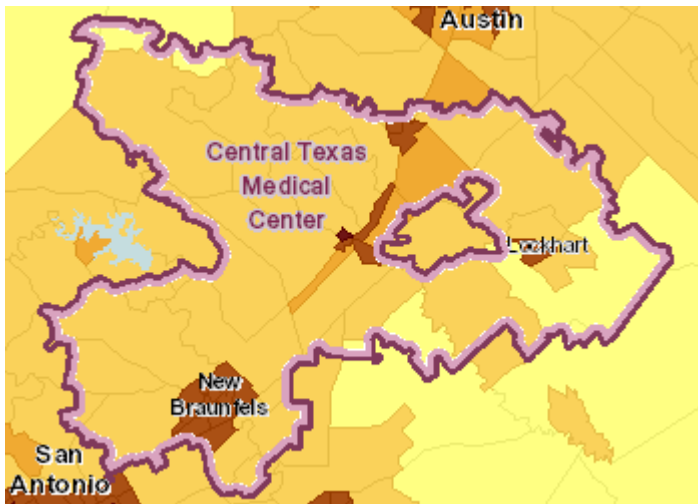 Austin
Central Texas
Medical
Center
Lockhart
New
Braunfels
San
Antonio